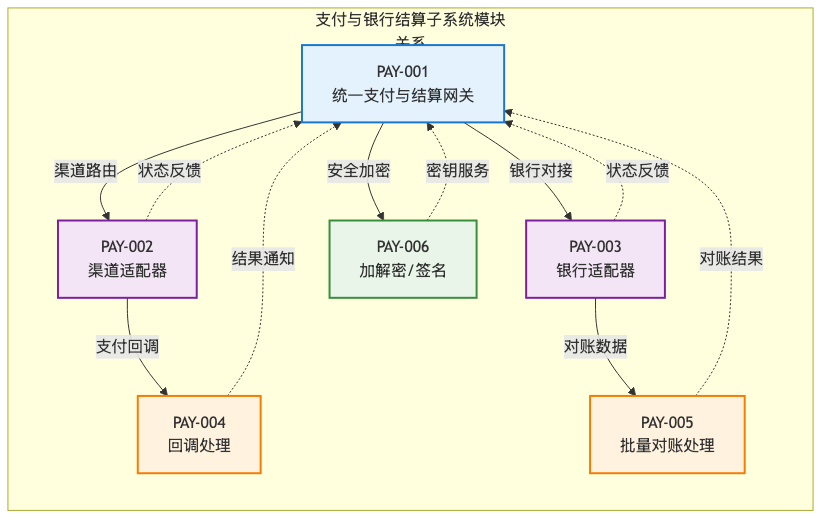 支付与银行结算子系统模块
关系
PAY-001
统一支付与结算网关
渠道路由
状态反馈
安全加密
密钥服务
银行对接
状态反馈
PAY-002
渠道适配器
PAY-006
加解密/签名
PAY-003
银行适配器
结果通知
对账结果
支付回调
对账数据
PAY-004
回调处理
PAY-005
批量对账处理